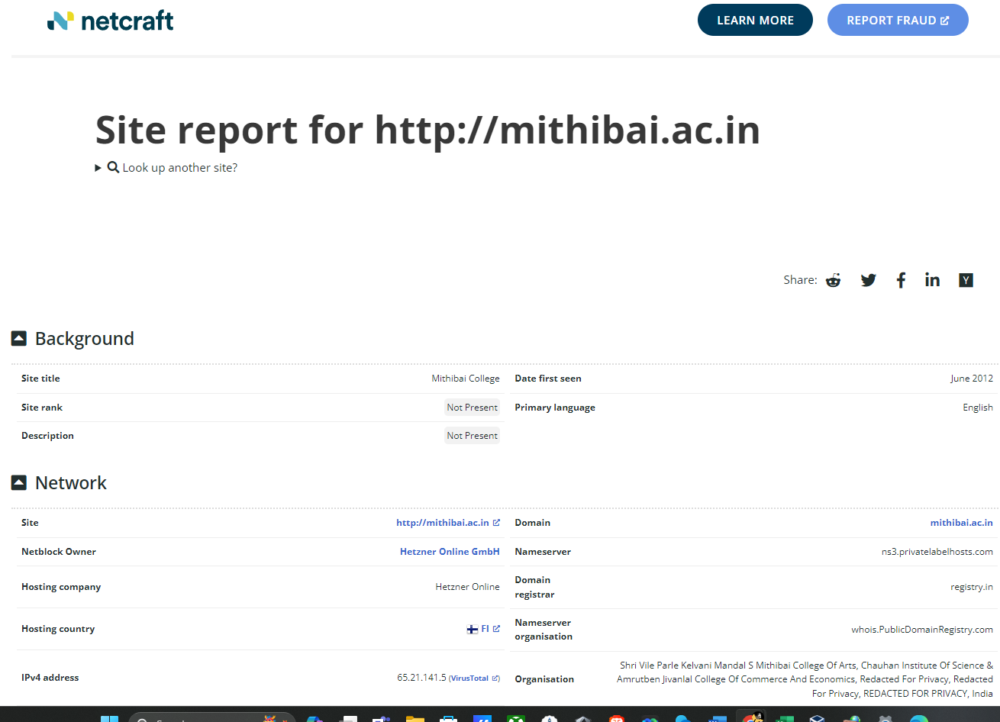 netcraft
LEARN MORE
REPORT FRAUD
Site report for http://mithibai.ac.in
Look up another site?
Share:
Background
Site title Mithibai College Date first seen June 2012
Site rank Not Present Primary language English
Description Not Present
Network
Site http://mithibai.ac.in Domain mithibai.ac.in
Netblock Owner Hetzner Online GmbH Nameserver ns3.privatelabelhosts.com
Hosting company Hetzner Online Domain registrar registry.in
Hosting country FI Nameserver organisation whois.PublicDomainRegistry.com
IPv4 address 65.21.141.5 (VirusTotal) Organisation
Shri Vile Parle Kelvani Mandal S Mithibai College Of Arts, Chauhan Institute Of Science &
Amrutben Jivanlal College Of Commerce And Economics, Redacted For Privacy, Redacted
For Privacy, REDACTED FOR PRIVACY, India